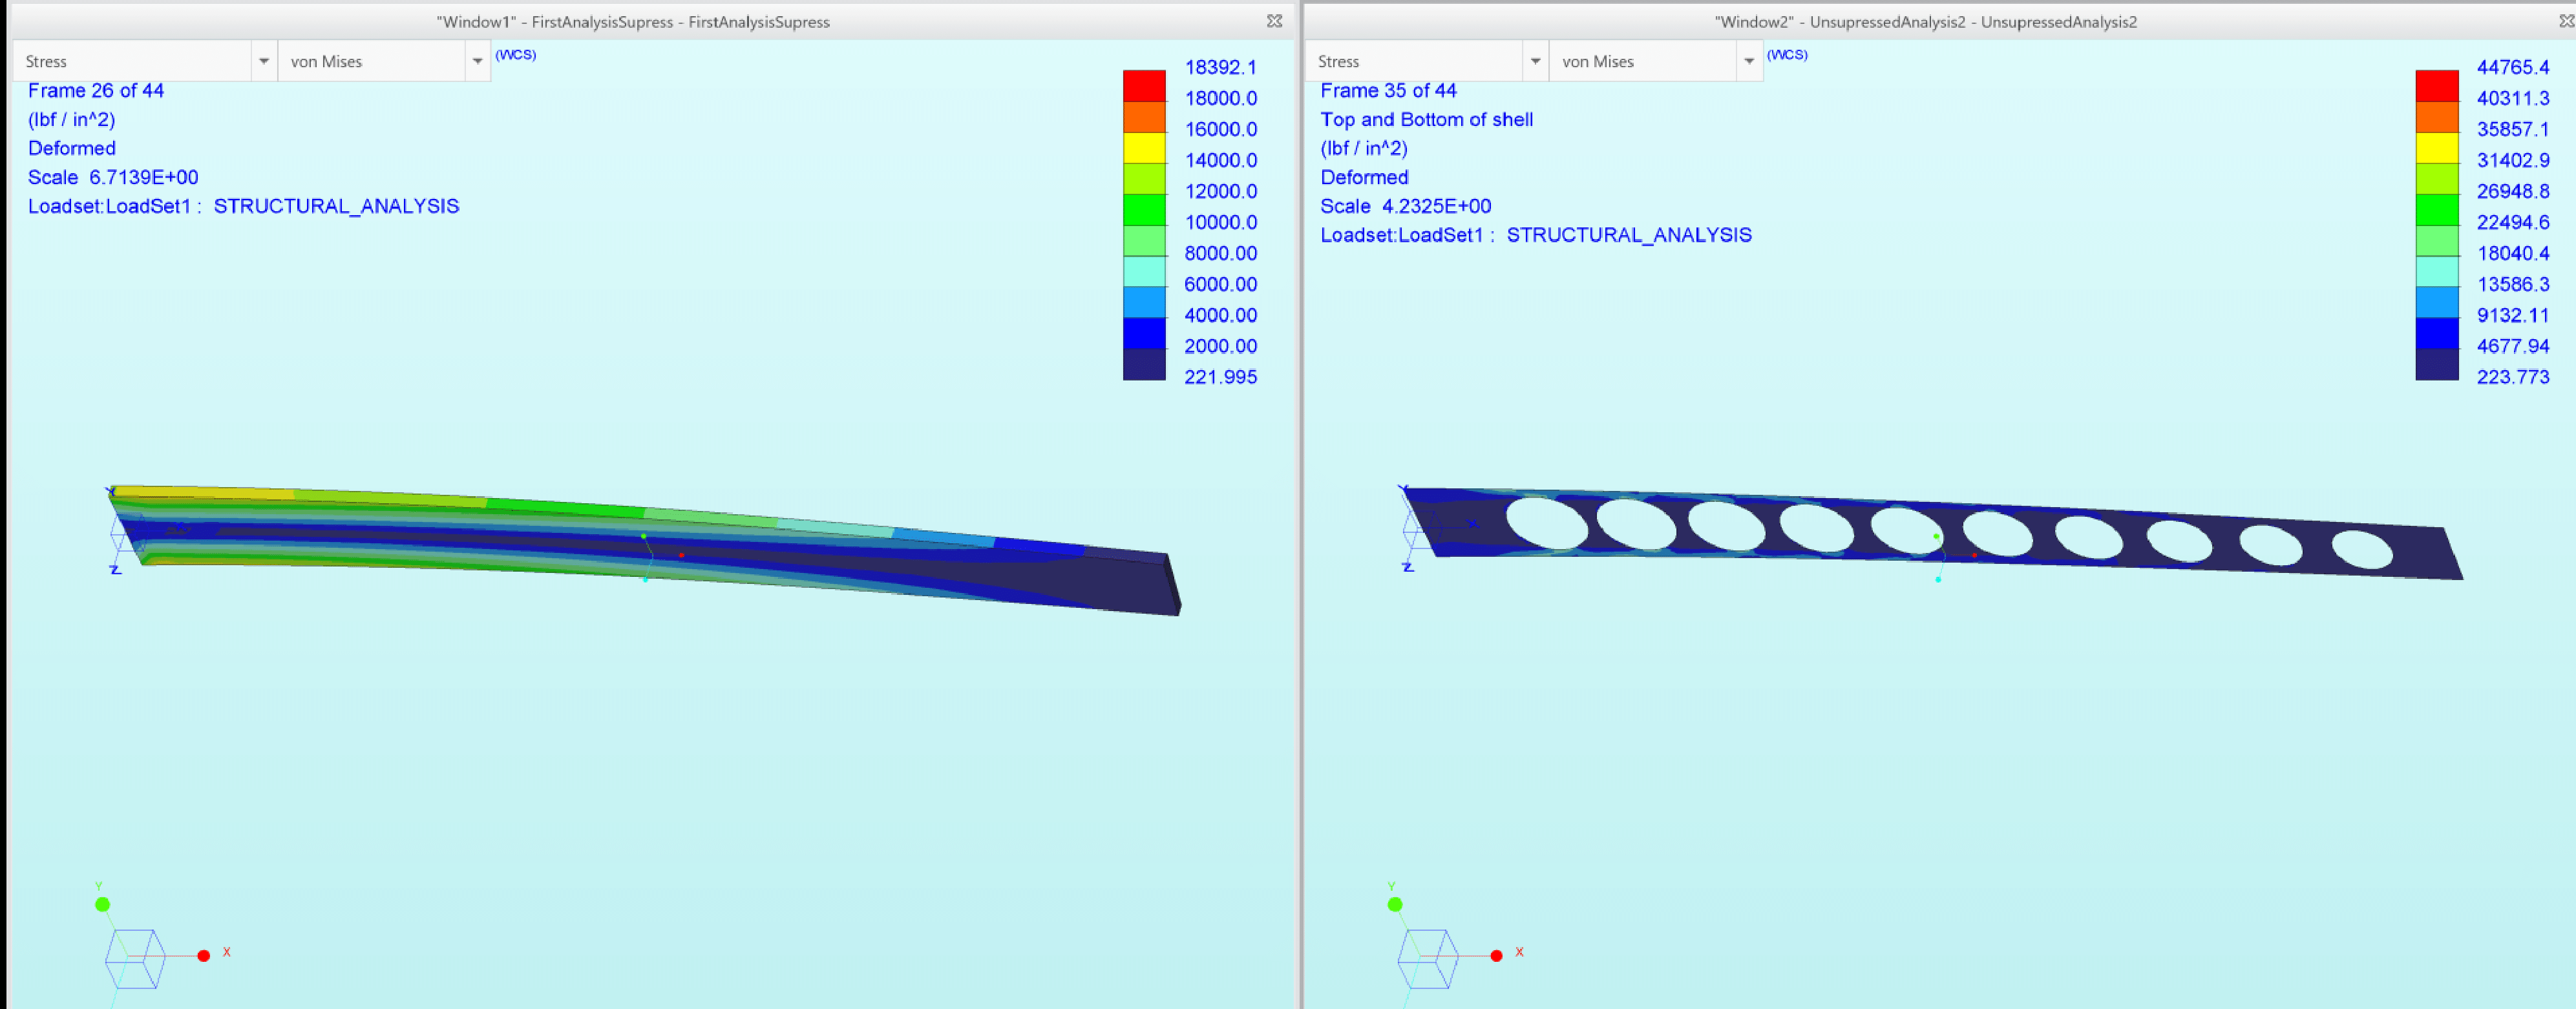 "Window1" - FirstAnalysisSupress - FirstAnalysisSupress
Stress
von Mises
(WCS)
Frame 26 of 44
(lbf / in^2)
Deformed
Scale 6.7139E+00
Loadset:LoadSet1 : STRUCTURAL_ANALYSIS
18392.1
18000.0
16000.0
14000.0
12000.0
10000.0
8000.00
6000.00
4000.00
2000.00
221.995
Y
Z
Y
X
"Window2" - UnsupressedAnalysis2 - UnsupressedAnalysis2
Stress
von Mises
(WCS)
Frame 35 of 44
Top and Bottom of shell
(lbf / in^2)
Deformed
Scale 4.2325E+00
Loadset:LoadSet1 : STRUCTURAL_ANALYSIS
44765.4
40311.3
35857.1
31402.9
26948.8
22494.6
18040.4
13586.3
9132.11
4677.94
223.773
Y
X
Z
Y
X